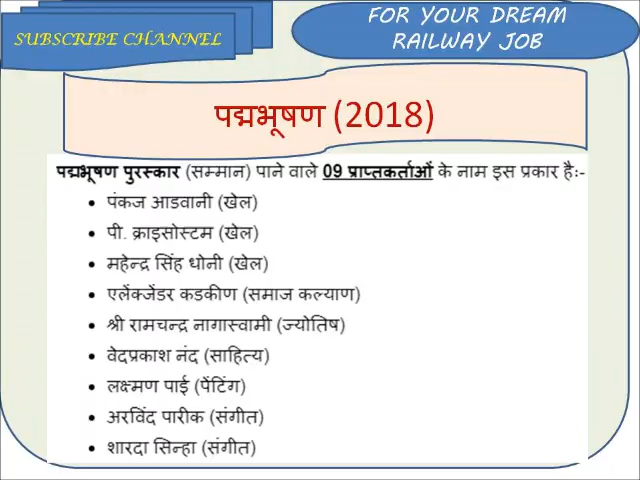 SUBSCRIBE CHANNEL
FOR YOUR DREAM
RAILWAY JOB
पद्मभूषण (2018)
पद्मभूषण पुरस्कार (सम्मान) पाने वाले 09 प्राप्तकर्ताओं के नाम इस प्रकार है:-
• पंकज आडवानी (खेल)
• पी. क्राइसोस्टम (खेल)
• महेन्द्र सिंह धोनी (खेल)
• एलेंक्जेंडर कडकीण (समाज कल्याण)
• श्री रामचन्द्र नागास्वामी (ज्योतिष)
• वेदप्रकाश नंद (साहित्य)
• लक्ष्मण पाई (पेंटिंग)
• अरविंद पारीक (संगीत)
• शारदा सिन्हा (संगीत)